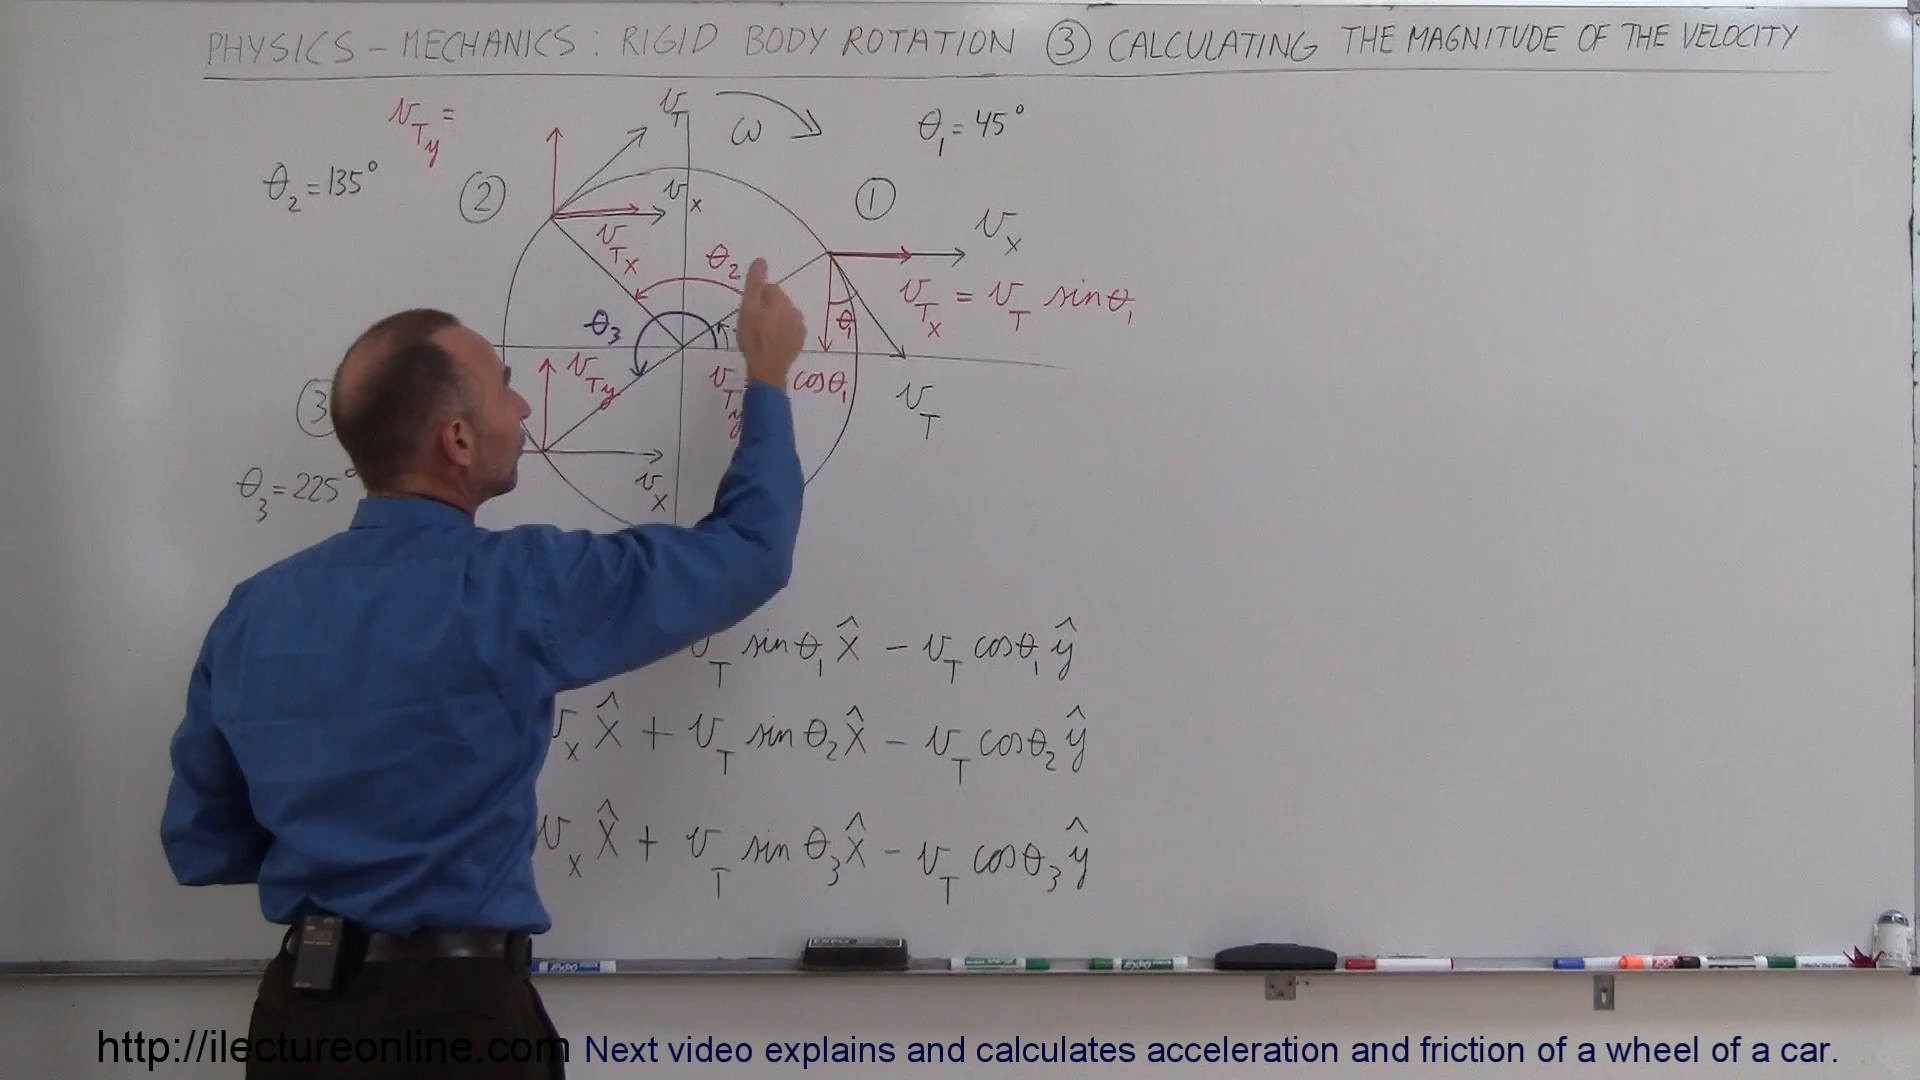 PHYSICS – MECHANICS : RIGID BODY ROTATION ③ CALCULATING THE MAGNITUDE OF THE VELOCITY
v_Ty =
v_T
ω
θ₁ = 45°
θ₂ = 135°
②
v_x
①
v_x
v_Tx
θ₂
v_Tx = v_T sinθ₁
θ₃
θ₁
v_Ty
v_Ty
cosθ₁
v_T
③
θ₃ = 225°
v_x
v_T sinθ₁ x̂ – v_T cosθ₁ ŷ
v_x x̂ + v_T sinθ₂ x̂ – v_T cosθ₂ ŷ
v_x x̂ + v_T sinθ₃ x̂ – v_T cosθ₃ ŷ
EXPO
EXPO
http://ilectureonline.com Next video explains and calculates acceleration and friction of a wheel of a car.